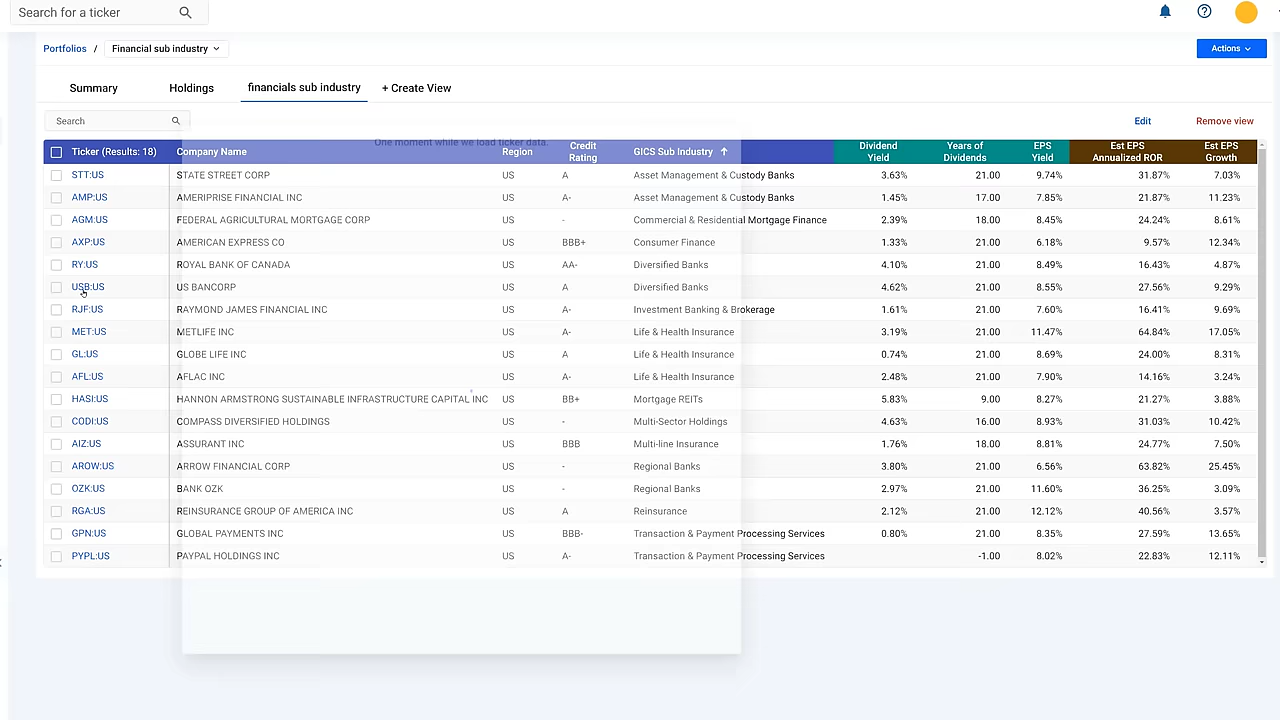 Search for a ticker
Portfolios / Financial sub industry Actions
Summary Holdings financials sub industry + Create View
Search Edit Remove view
One moment while we load ticker data.
Ticker (Results: 18) Company Name Region Credit Rating GICS Sub Industry Dividend Yield Years of Dividends EPS Yield Est EPS Annualized ROR Est EPS Growth
STT:US STATE STREET CORP US A Asset Management & Custody Banks 3.63% 21.00 9.74% 31.87% 7.03%
AMP:US AMERIPRISE FINANCIAL INC US A- Asset Management & Custody Banks 1.45% 17.00 7.85% 21.87% 11.23%
AGM:US FEDERAL AGRICULTURAL MORTGAGE CORP US - Commercial & Residential Mortgage Finance 2.39% 18.00 8.45% 24.24% 8.61%
AXP:US AMERICAN EXPRESS CO US BBB+ Consumer Finance 1.33% 21.00 6.18% 9.57% 12.34%
RY:US ROYAL BANK OF CANADA US AA- Diversified Banks 4.10% 21.00 8.49% 16.43% 4.87%
USB:US US BANCORP US A Diversified Banks 4.62% 21.00 8.55% 27.56% 9.29%
RJF:US RAYMOND JAMES FINANCIAL INC US A- Investment Banking & Brokerage 1.61% 21.00 7.60% 16.41% 9.69%
MET:US METLIFE INC US A- Life & Health Insurance 3.19% 21.00 11.47% 64.84% 17.05%
GL:US GLOBE LIFE INC US A Life & Health Insurance 0.74% 21.00 8.69% 24.00% 8.31%
AFL:US AFLAC INC US A- Life & Health Insurance 2.48% 21.00 7.90% 14.16% 3.24%
HASI:US HANNON ARMSTRONG SUSTAINABLE INFRASTRUCTURE CAPITAL INC US BB+ Mortgage REITs 5.83% 9.00 8.27% 21.27% 3.88%
CODI:US COMPASS DIVERSIFIED HOLDINGS US - Multi-Sector Holdings 4.63% 16.00 8.93% 31.03% 10.42%
AIZ:US ASSURANT INC US BBB Multi-line Insurance 1.76% 18.00 8.81% 24.77% 7.50%
AROW:US ARROW FINANCIAL CORP US - Regional Banks 3.80% 21.00 6.56% 63.82% 25.45%
OZK:US BANK OZK US - Regional Banks 2.97% 21.00 11.60% 36.25% 3.09%
RGA:US REINSURANCE GROUP OF AMERICA INC US A Reinsurance 2.12% 21.00 12.12% 40.56% 3.57%
GPN:US GLOBAL PAYMENTS INC US BBB- Transaction & Payment Processing Services 0.80% 21.00 8.35% 27.59% 13.65%
PYPL:US PAYPAL HOLDINGS INC US A- Transaction & Payment Processing Services -1.00 8.02% 22.83% 12.11%